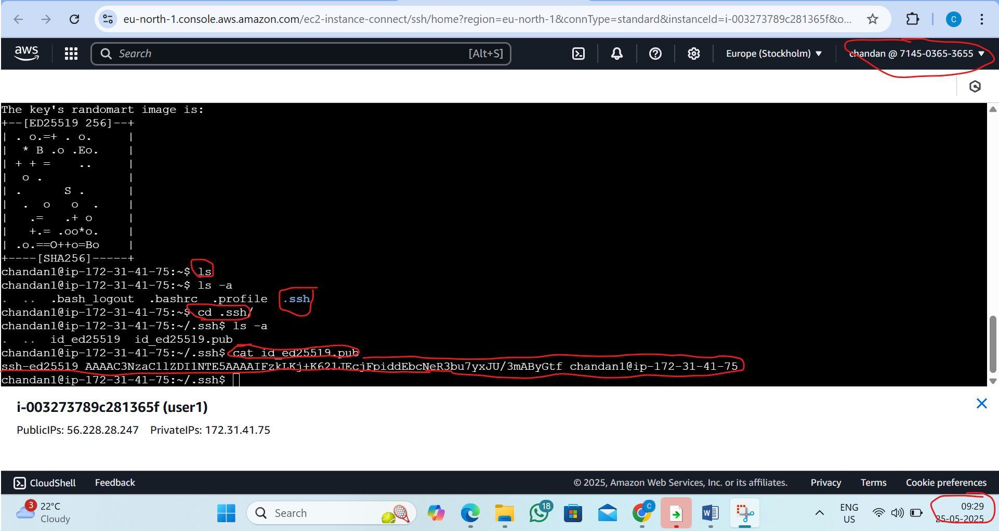 eu-north-1.console.aws.amazon.com/ec2-instance-connect/ssh/home?region=eu-north-1&connType=standard&instanceId=i-003273789c281365f&o...
C
aws
Search [Alt+S]
Europe (Stockholm) ▼
chandan @ 7145-0365-3655 ▼
The key's randomart image is:
+--[ED25519 256]--+
| . o.=+ . o.     |
|  * B .o .Eo.    |
| + + =    ..     |
|  o .            |
| .      S .      |
|  .  o   o  .    |
|   .=   .+ o     |
|   +.= .oo*o.    |
| .o.==O++o=Bo    |
+----[SHA256]-----+
chandan1@ip-172-31-41-75:~$ ls
chandan1@ip-172-31-41-75:~$ ls -a
.  ..  .bash_logout  .bashrc  .profile  .ssh
chandan1@ip-172-31-41-75:~$ cd .ssh/
chandan1@ip-172-31-41-75:~/.ssh$ ls -a
.  ..  id_ed25519  id_ed25519.pub
chandan1@ip-172-31-41-75:~/.ssh$ cat id_ed25519.pub
ssh-ed25519 AAAAC3NzaC1lZDI1NTE5AAAAIFzkLKj+K621JEcjFpiddEbcNeR3bu7yxJU/3mAByGtf chandan1@ip-172-31-41-75
chandan1@ip-172-31-41-75:~/.ssh$
i-003273789c281365f (user1)
PublicIPs: 56.228.28.247 PrivateIPs: 172.31.41.75
CloudShell Feedback © 2025, Amazon Web Services, Inc. or its affiliates. Privacy Terms Cookie preferences
3
22°C
Cloudy
Search
18
C
W
ENG
US
09:29
25-05-2025